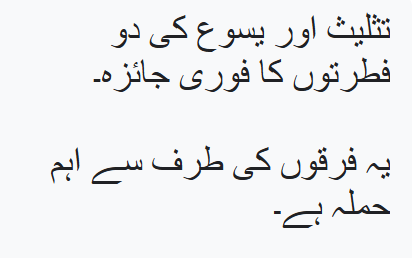 تثلیث اور یسوع کی دو
فطرتوں کا فوری جائزہ۔
یہ فرقوں کی طرف سے اہم
حملہ ہے۔